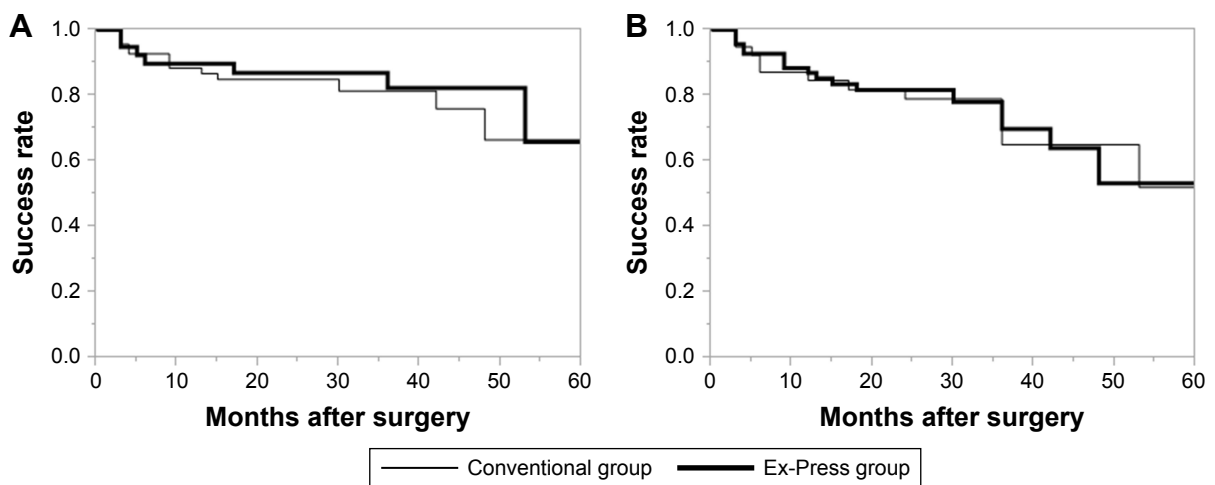 A
B
Success rate
1.0
0.8
0.6
0.4
0.2
0.0
0 10 20 30 40 50 60
Months after surgery
Success rate
1.0
0.8
0.6
0.4
0.2
0.0
0 10 20 30 40 50 60
Months after surgery
Conventional group Ex-Press group